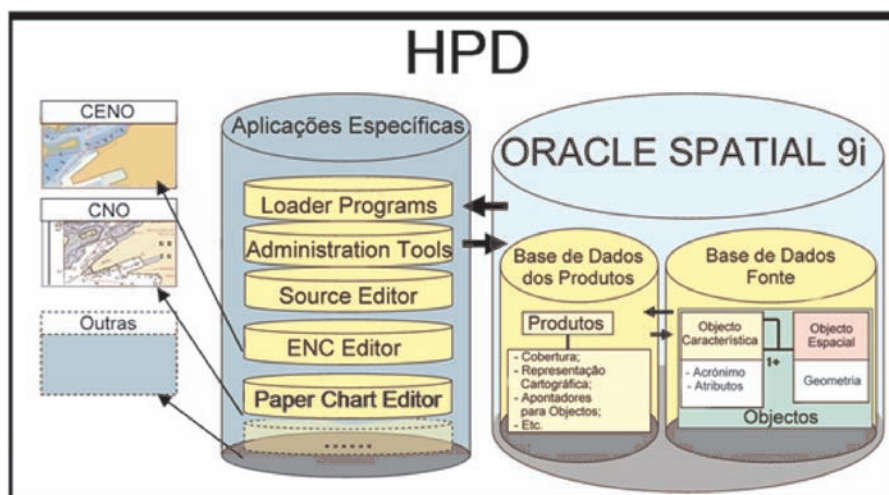 HPD
CENO
CNO
Outras
Aplicações Específicas
Loader Programs
Administration Tools
Source Editor
ENC Editor
Paper Chart Editor
......
ORACLE SPATIAL 9i
Base de Dados
dos Produtos
Produtos
- Cobertura;
- Representação
Cartográfica;
- Apontadores
para Objectos;
- Etc.
Base de Dados
Fonte
Objecto
Característica
- Acrónimo
- Atributos
1+
Objecto
Espacial
Geometria
Objectos